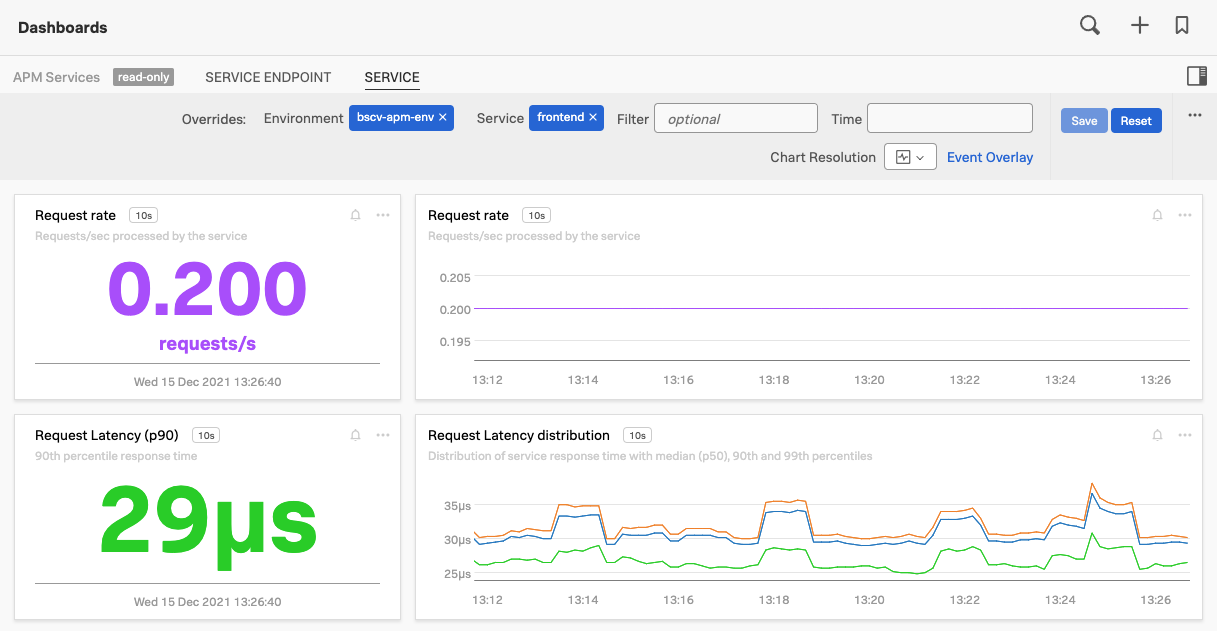 Dashboards
APM Services read-only SERVICE ENDPOINT SERVICE
Overrides: Environment bscv-apm-env × Service frontend × Filter optional Time Save Reset
Chart Resolution Event Overlay
Request rate 10s
Requests/sec processed by the service
0.200
requests/s
Wed 15 Dec 2021 13:26:40
Request rate 10s
Requests/sec processed by the service
0.205
0.200
0.195
13:12 13:14 13:16 13:18 13:20 13:22 13:24 13:26
Request Latency (p90) 10s
90th percentile response time
29µs
Wed 15 Dec 2021 13:26:40
Request Latency distribution 10s
Distribution of service response time with median (p50), 90th and 99th percentiles
35µs
30µs
25µs
13:12 13:14 13:16 13:18 13:20 13:22 13:24 13:26